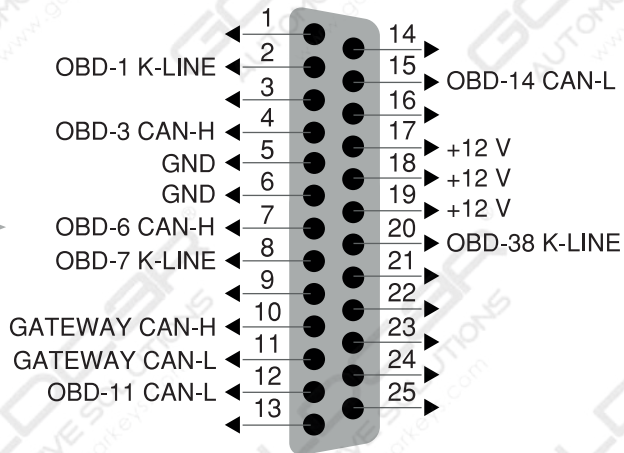 1
14
OBD-1 K-LINE 2
15 OBD-14 CAN-L
3
16
OBD-3 CAN-H 4
17 +12 V
GND 5
18 +12 V
GND 6
19 +12 V
OBD-6 CAN-H 7
20 OBD-38 K-LINE
OBD-7 K-LINE 8
21
9
22
GATEWAY CAN-H 10
23
GATEWAY CAN-L 11
24
OBD-11 CAN-L 12
25
13